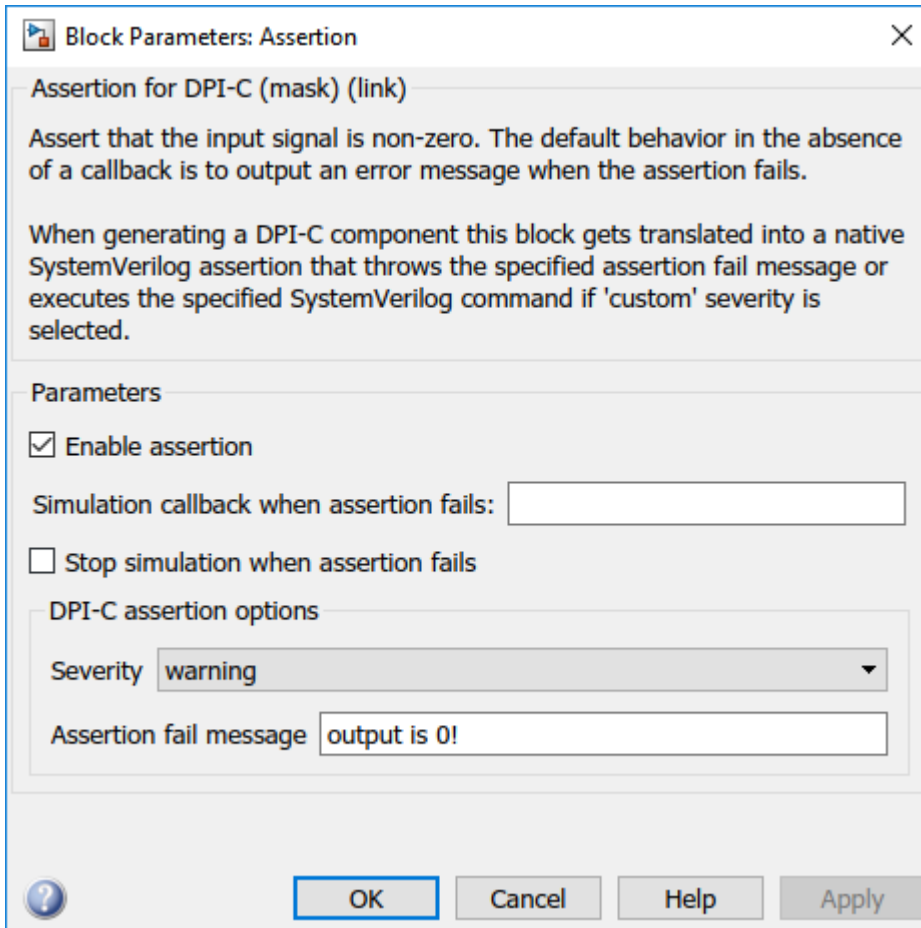 Block Parameters: Assertion
Assertion for DPI-C (mask) (link)
Assert that the input signal is non-zero. The default behavior in the absence
of a callback is to output an error message when the assertion fails.
When generating a DPI-C component this block gets translated into a native
SystemVerilog assertion that throws the specified assertion fail message or
executes the specified SystemVerilog command if 'custom' severity is
selected.
Parameters
Enable assertion
Simulation callback when assertion fails:
Stop simulation when assertion fails
DPI-C assertion options
Severity warning
Assertion fail message output is 0!
? OK Cancel Help Apply